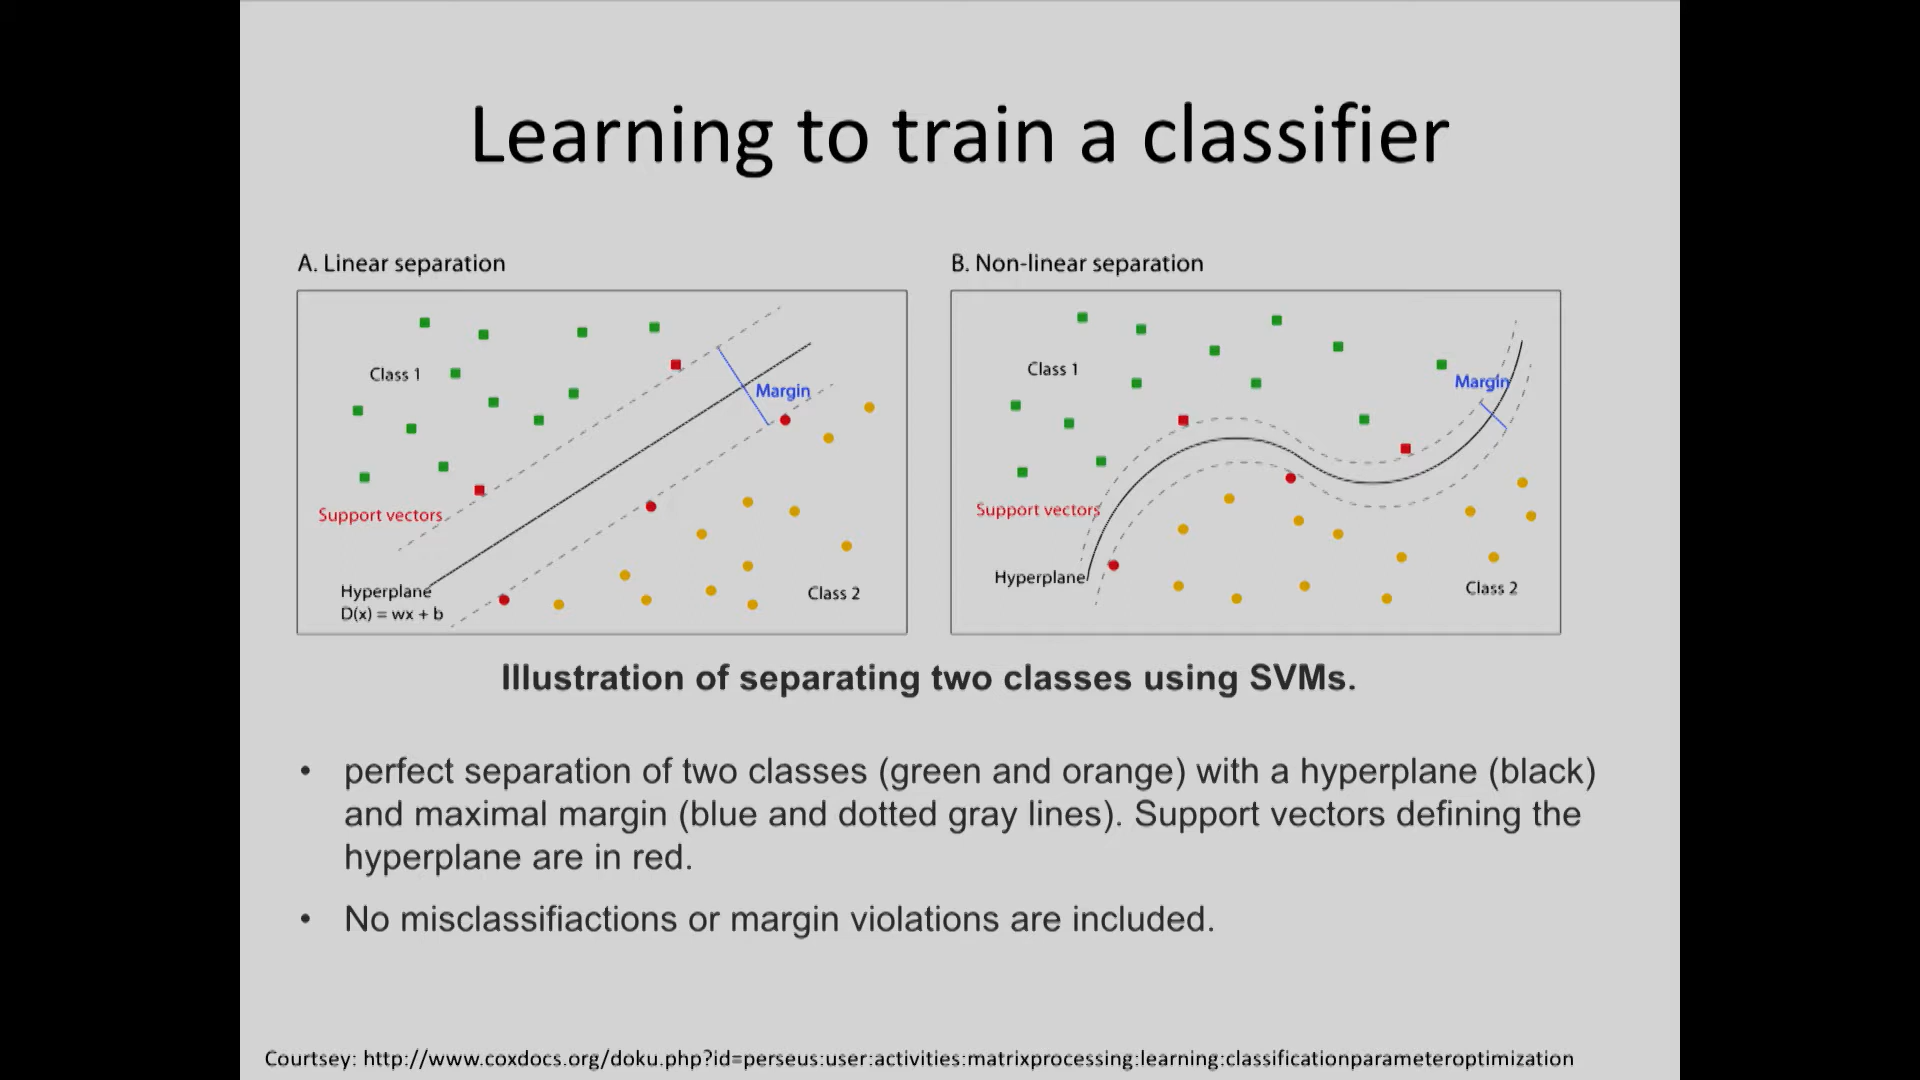 Learning to train a classifier
A. Linear separation
Class 1
Margin
Support vectors
Hyperplane
D(x) = wx + b
Class 2
B. Non-linear separation
Class 1
Margin
Support vectors
Hyperplane
Class 2
Illustration of separating two classes using SVMs.
• perfect separation of two classes (green and orange) with a hyperplane (black)
and maximal margin (blue and dotted gray lines). Support vectors defining the
hyperplane are in red.
• No misclassifiactions or margin violations are included.
Courtsey: http://www.coxdocs.org/doku.php?id=perseus:user:activities:matrixprocessing:learning:classificationparameteroptimization